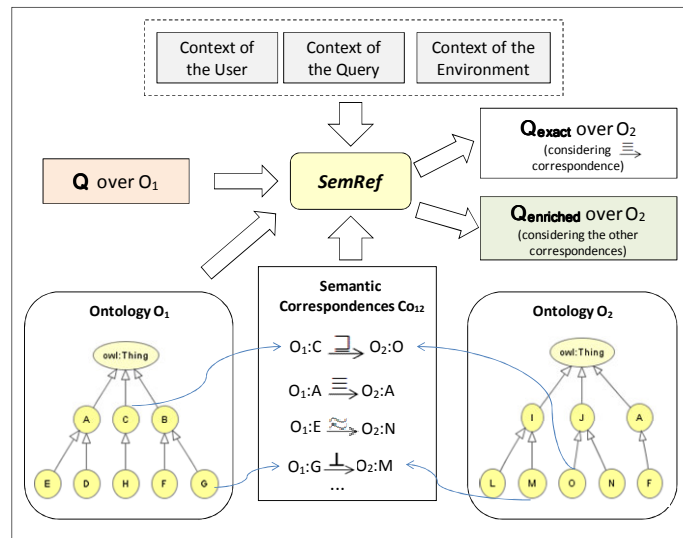 Context of
the User
Context of
the Query
Context of the
Environment
Q over O1
SemRef
Qexact over O2
(considering ≡→
correspondence)
Qenriched over O2
(considering the other
correspondences)
Ontology O1
owl:Thing
A C B
E D H F G
Semantic
Correspondences Co12
O1:C ⊒→ O2:O
O1:A ≡→ O2:A
O1:E ≈→ O2:N
O1:G ⊥→ O2:M
...
Ontology O2
owl:Thing
I J A
L M O N F